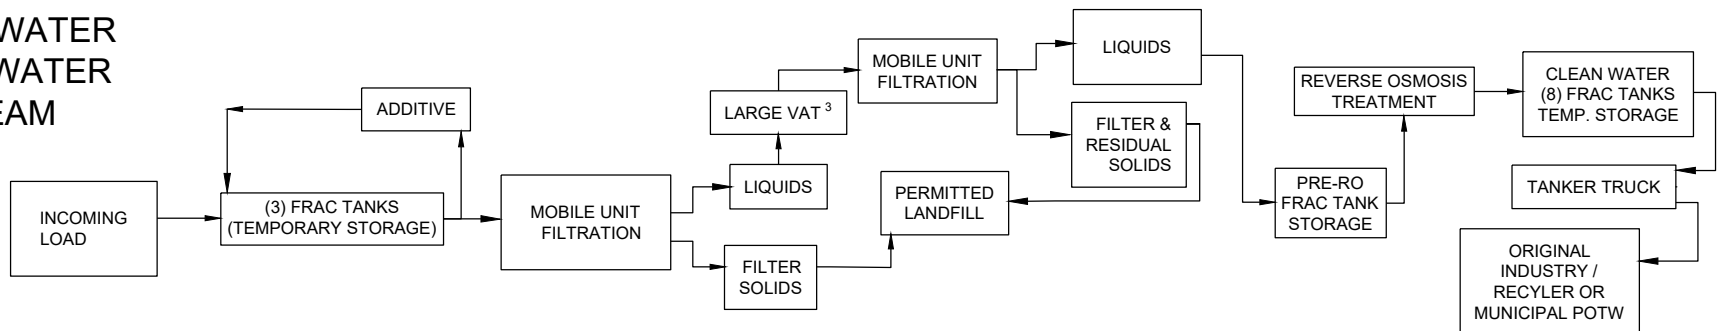 WATER
WATER
EAM
INCOMING
LOAD
ADDITIVE
(3) FRAC TANKS
(TEMPORARY STORAGE)
MOBILE UNIT
FILTRATION
LIQUIDS
FILTER
SOLIDS
LARGE VAT ³
MOBILE UNIT
FILTRATION
PERMITTED
LANDFILL
LIQUIDS
FILTER &
RESIDUAL
SOLIDS
PRE-RO
FRAC TANK
STORAGE
REVERSE OSMOSIS
TREATMENT
CLEAN WATER
(8) FRAC TANKS
TEMP. STORAGE
TANKER TRUCK
ORIGINAL
INDUSTRY /
RECYLER OR
MUNICIPAL POTW